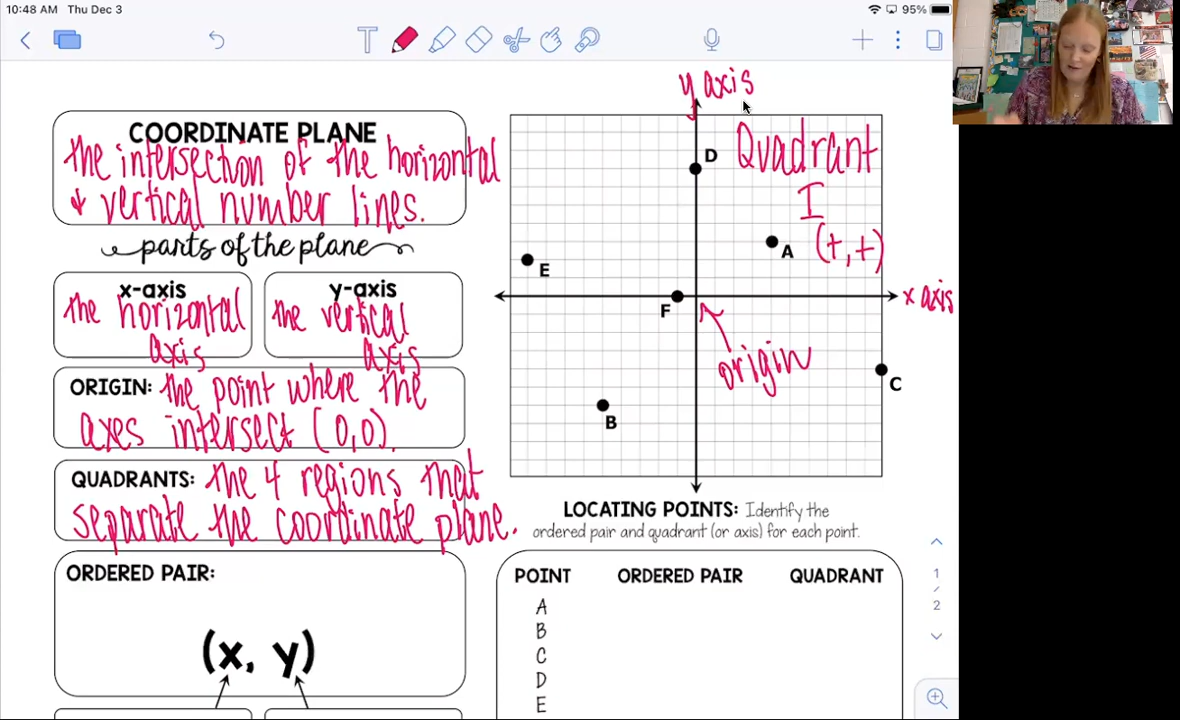 10:48 AM Thu Dec 3
95%
T
y axis
COORDINATE PLANE
the intersection of the horizontal
& vertical number lines.
parts of the plane
x-axis
the horizontal
axis
y-axis
the vertical
axis
ORIGIN: the point where the
axes intersect (0,0).
QUADRANTS: the 4 regions that
separate the coordinate plane.
ORDERED PAIR:
(x, y)
D
Quadrant
I
(+,+)
A
E
F
x axis
origin
C
B
LOCATING POINTS: Identify the
ordered pair and quadrant (or axis) for each point.
POINT ORDERED PAIR QUADRANT
A
B
C
D
E
1
/
2